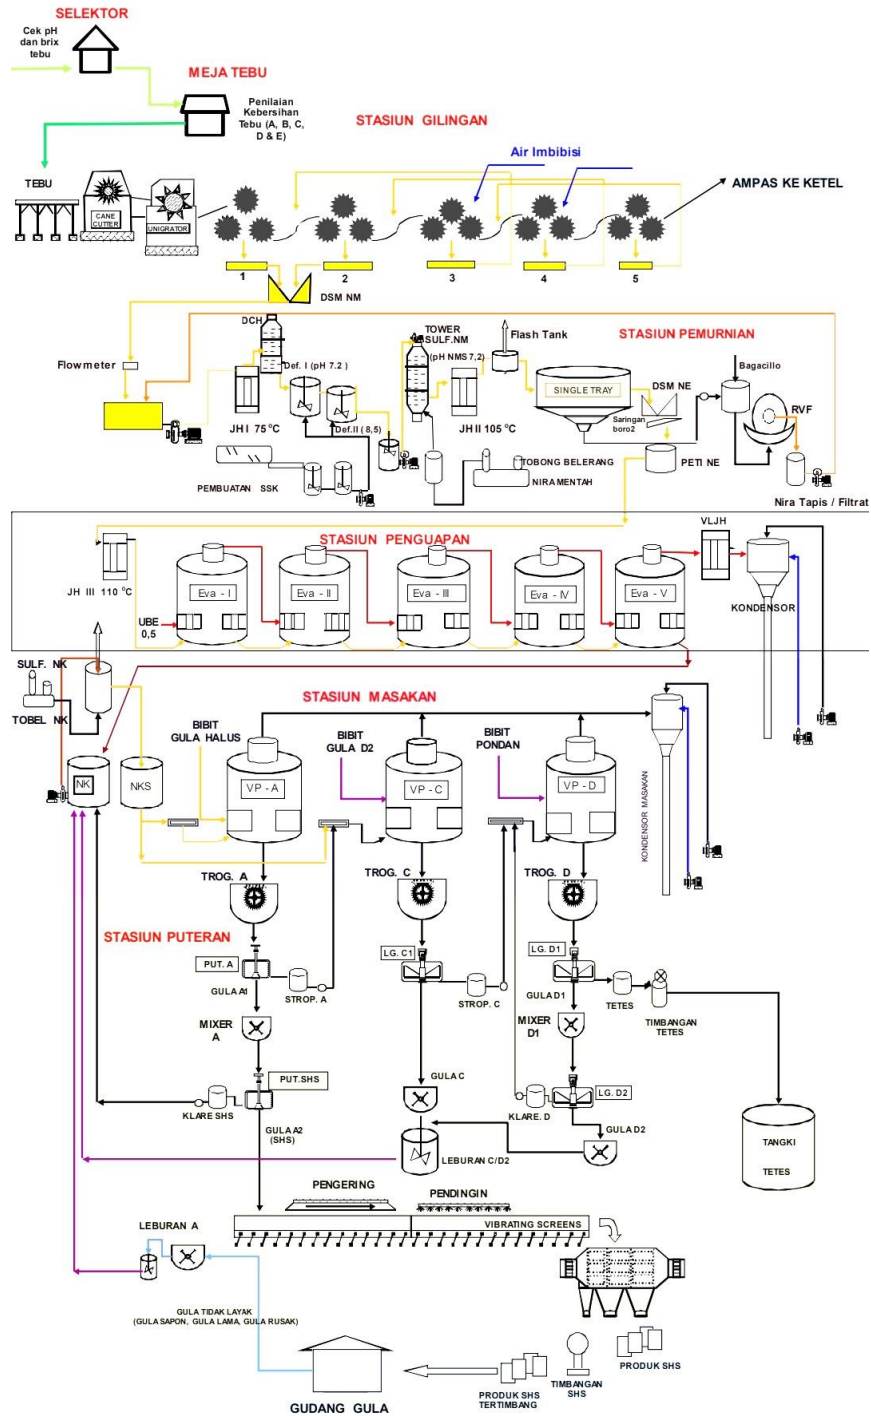 SELEKTOR
Cek pH
dan brix
tebu
MEJA TEBU
Penilaian
Kebersihan
Tebu (A, B, C,
D & E)
STASIUN GILINGAN
Air Imbibisi
TEBU
AMPAS KE KETEL
CANE
CUTTER
UNIGRATOR
1
2
3
4
5
DSM NM
DCH
TOWER
SULF.NM
(pH NMS 7,2)
Flash Tank
STASIUN PEMURNIAN
Flowmeter
Def. I (pH 7.2 )
Bagacillo
SINGLE TRAY
DSM NE
RVF
JH I 75 °C
Def.II ( 8,5)
JH II 105 °C
Saringan
boro2
PETI NE
TOBONG BELERANG
NIRA MENTAH
PEMBUATAN SSK
Nira Tapis / Filtrat
STASIUN PENGUAPAN
VLJH
JH III 110 °C
Eva - I
Eva - II
Eva - III
Eva - IV
Eva - V
KONDENSOR
UBE
0,5
SULF. NK
TOBEL NK
STASIUN MASAKAN
BIBIT
GULA HALUS
BIBIT
GULA D2
BIBIT
PONDAN
NK
NKS
VP - A
VP - C
VP - D
KONDENSOR MASAKAN
TROG. A
TROG. C
TROG. D
STASIUN PUTERAN
PUT. A
LG. C1
LG. D1
GULA A1
STROP. A
STROP. C
GULA D1
TETES
TIMBANGAN
TETES
MIXER
A
MIXER
D1
PUT.SHS
GULA C
LG. D2
KLARE SHS
KLARE. D
GULA A2
(SHS)
GULA D2
LEBURAN C/D2
TANGKI
TETES
PENGERING
PENDINGIN
VIBRATING SCREENS
LEBURAN A
GULA TIDAK LAYAK
(GULA SAPON, GULA LAMA, GULA RUSAK)
PRODUK SHS
TIMBANGAN
SHS
PRODUK SHS
TERTIMBANG
GUDANG GULA